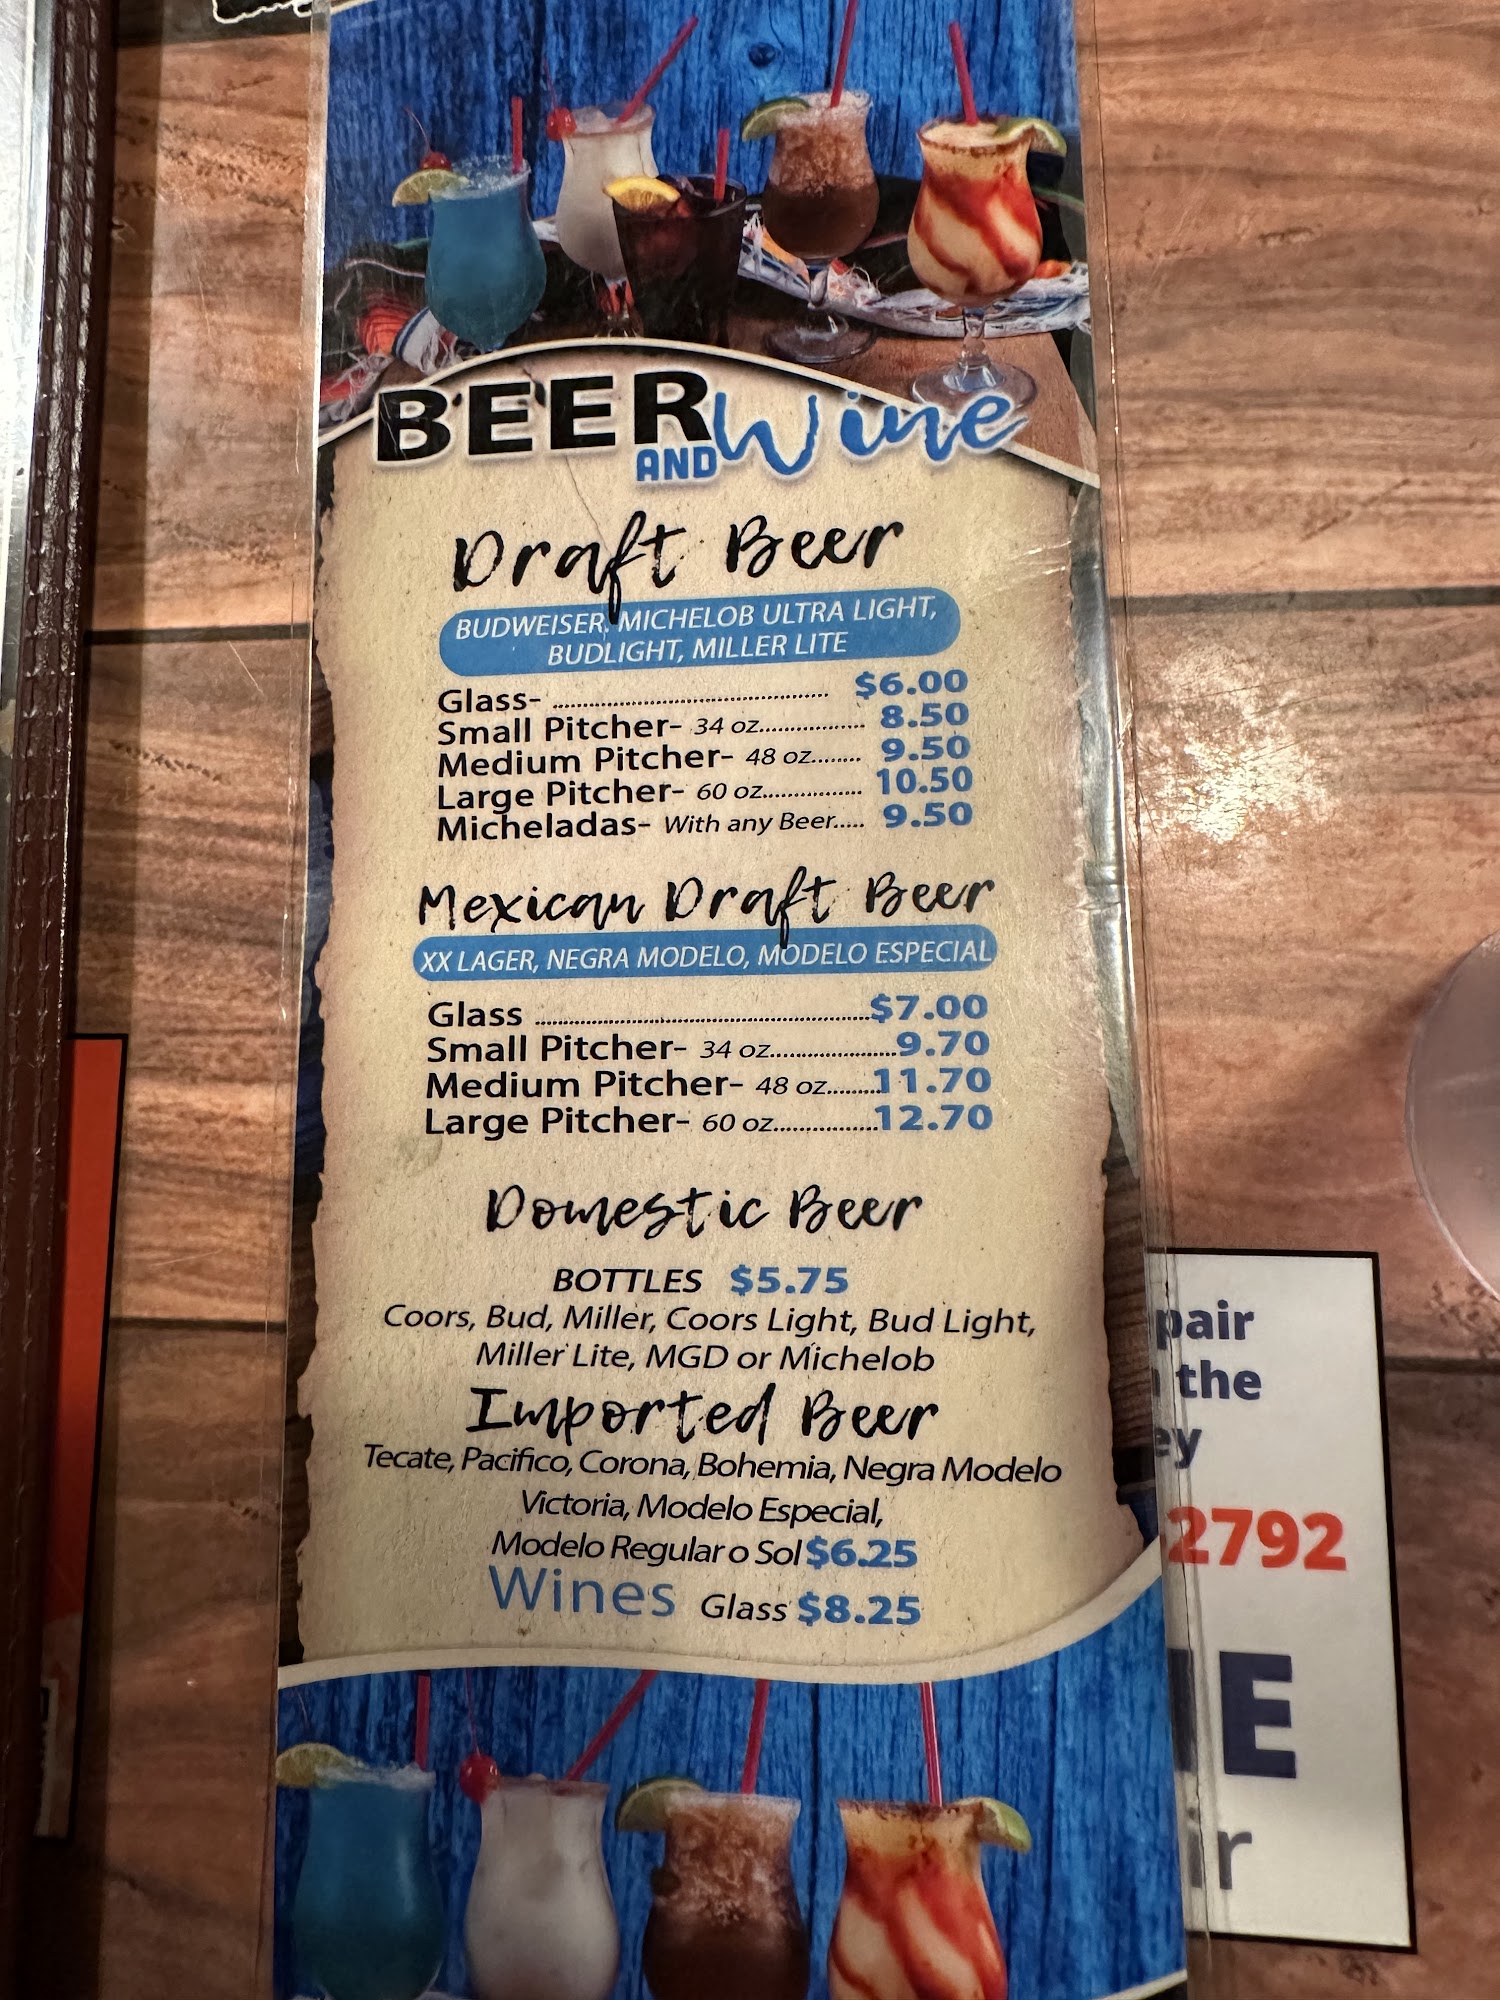 BEER AND Wine
Draft Beer
BUDWEISER, MICHELOB ULTRA LIGHT,
BUDLIGHT, MILLER LITE
Glass- ........ $6.00
Small Pitcher- 34 oz........ 8.50
Medium Pitcher- 48 oz........ 9.50
Large Pitcher- 60 oz........ 10.50
Micheladas- With any Beer..... 9.50
Mexican Draft Beer
XX LAGER, NEGRA MODELO, MODELO ESPECIAL
Glass ........ $7.00
Small Pitcher- 34 oz........ 9.70
Medium Pitcher- 48 oz........ 11.70
Large Pitcher- 60 oz........ 12.70
Domestic Beer
BOTTLES $5.75
Coors, Bud, Miller, Coors Light, Bud Light,
Miller Lite, MGD or Michelob
Imported Beer
Tecate, Pacifico, Corona, Bohemia, Negra Modelo
Victoria, Modelo Especial,
Modelo Regular o Sol $6.25
Wines Glass $8.25
pair
the
ey
2792
E
ir